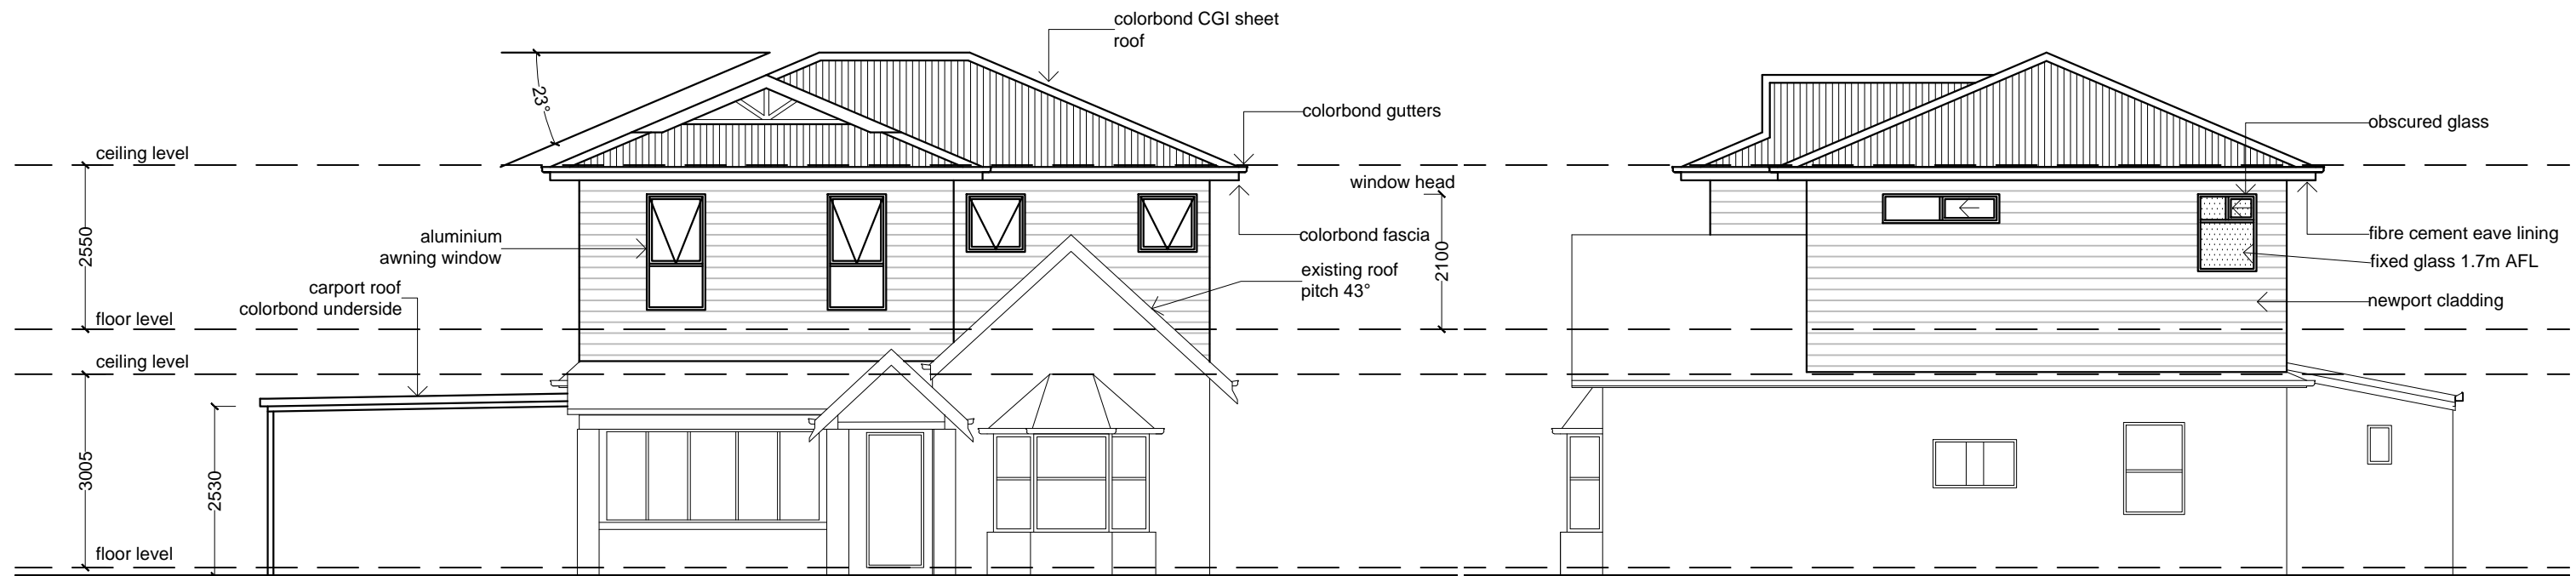 colorbond CGI sheet
roof
23°
colorbond gutters
obscured glass
ceiling level
window head
2550
aluminium
awning window
colorbond fascia
2100
fibre cement eave lining
fixed glass 1.7m AFL
existing roof
pitch 43°
carport roof
colorbond underside
newport cladding
floor level
ceiling level
3005
2530
floor level